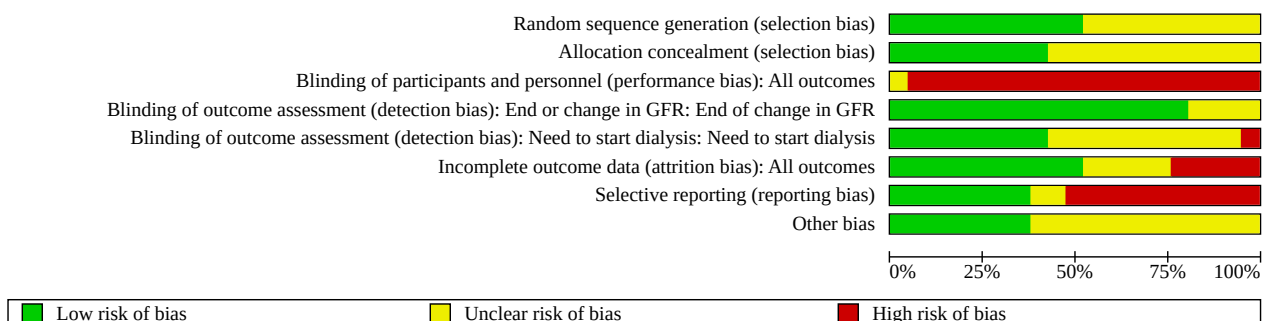 Random sequence generation (selection bias)
Allocation concealment (selection bias)
Blinding of participants and personnel (performance bias): All outcomes
Blinding of outcome assessment (detection bias): End or change in GFR: End of change in GFR
Blinding of outcome assessment (detection bias): Need to start dialysis: Need to start dialysis
Incomplete outcome data (attrition bias): All outcomes
Selective reporting (reporting bias)
Other bias
0% 25% 50% 75% 100%
Low risk of bias Unclear risk of bias High risk of bias